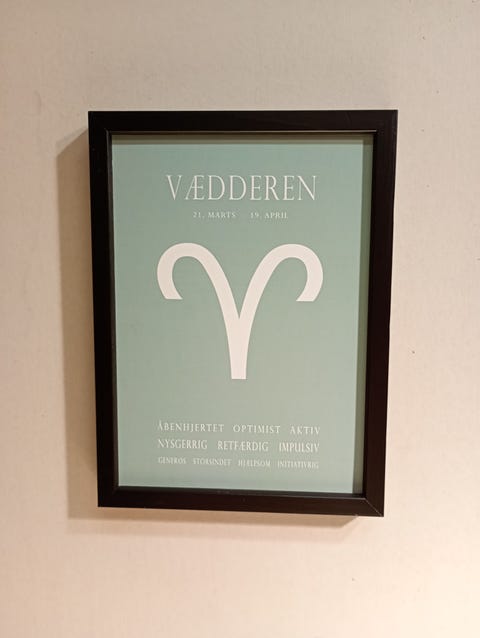 VÆDDEREN
21. MARTS 19. APRIL
ÅBENHJERTET OPTIMIST AKTIV
NYSGERRIG RETFÆRDIG IMPULSIV
GENERØS STORSINDET HJÆLPSOM INITIATIVRIG